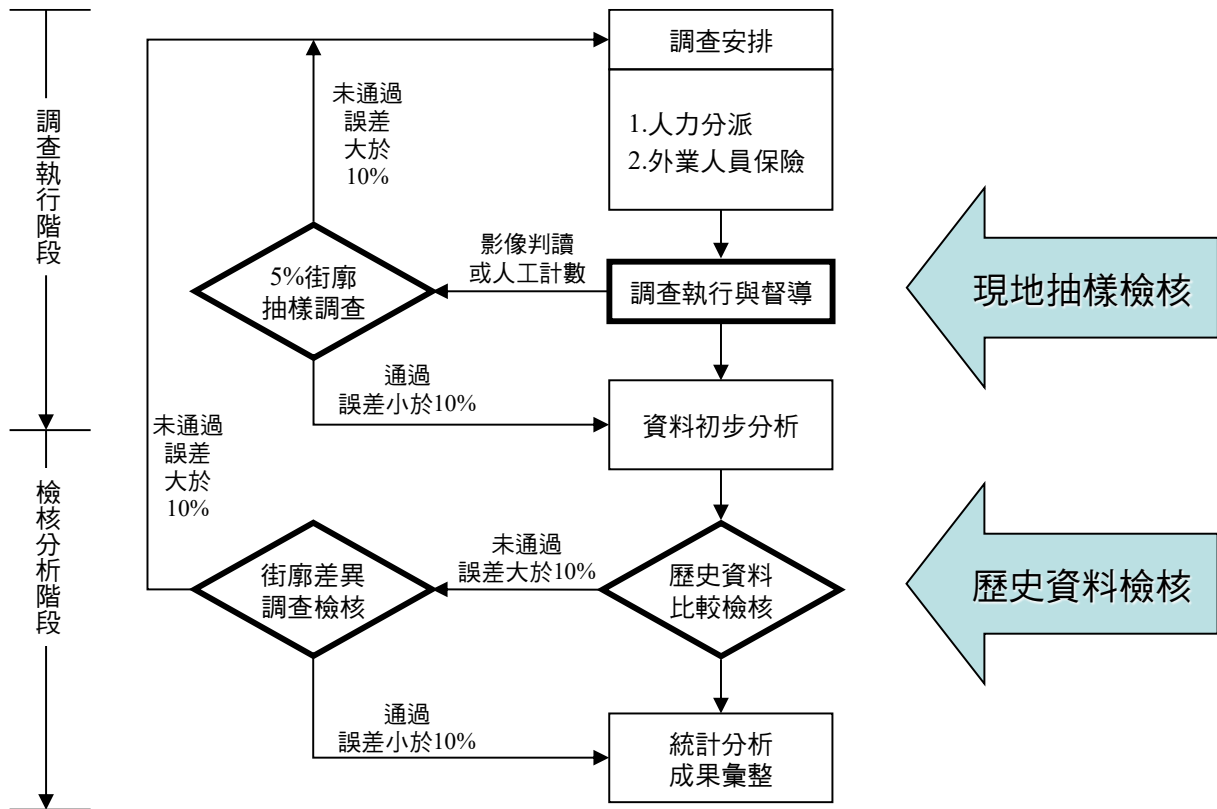 調查安排
1.人力分派
2.外業人員保險
未通過
誤差
大於
10%
調查執行階段
影像判讀
或人工計數
5%街廓
抽樣調查
調查執行與督導
現地抽樣檢核
通過
誤差小於10%
資料初步分析
未通過
誤差
大於
10%
檢核分析階段
未通過
誤差大於10%
街廓差異
調查檢核
歷史資料
比較檢核
歷史資料檢核
通過
誤差小於10%
統計分析
成果彙整